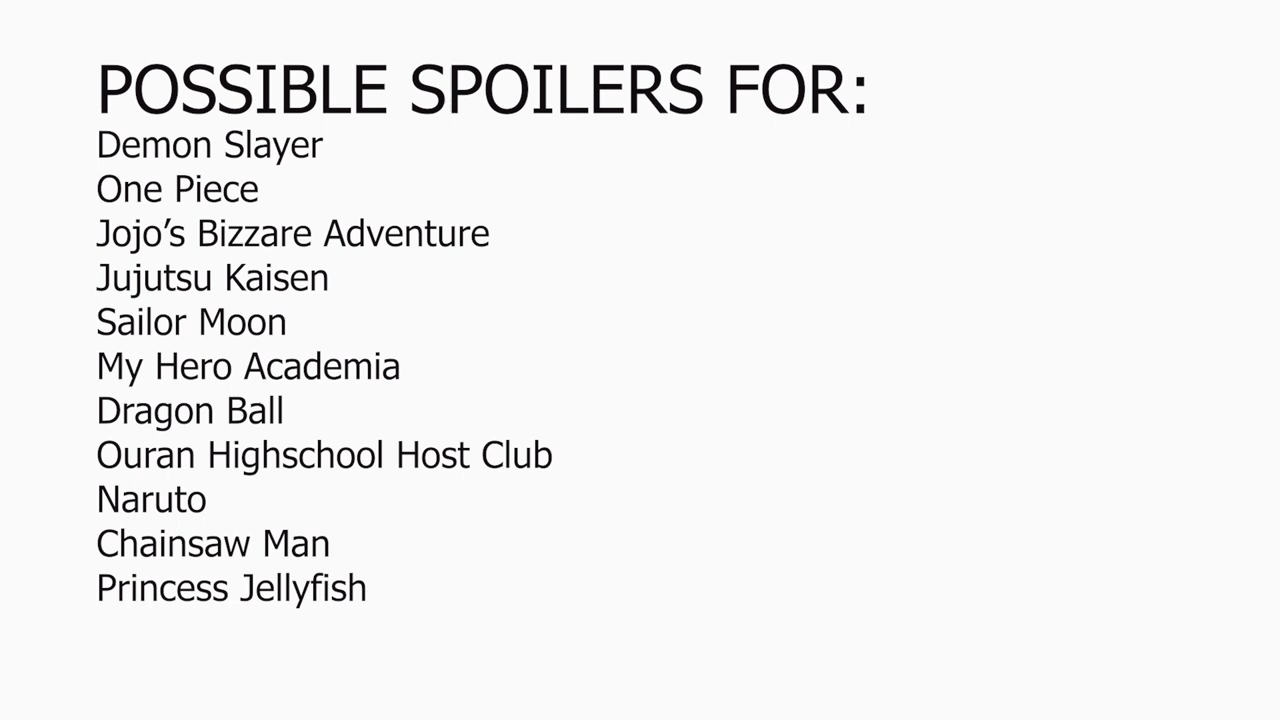 POSSIBLE SPOILERS FOR:
Demon Slayer
One Piece
Jojo’s Bizzare Adventure
Jujutsu Kaisen
Sailor Moon
My Hero Academia
Dragon Ball
Ouran Highschool Host Club
Naruto
Chainsaw Man
Princess Jellyfish